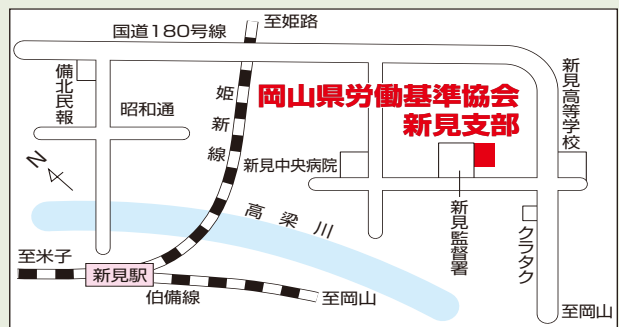 至姫路
国道180号線
備北民報
昭和通
姫新線
岡山県労働基準協会
新見支部
新見高等学校
新見中央病院
N
高梁川
新見監督署
クラタク
至米子
新見駅
伯備線
至岡山
至岡山